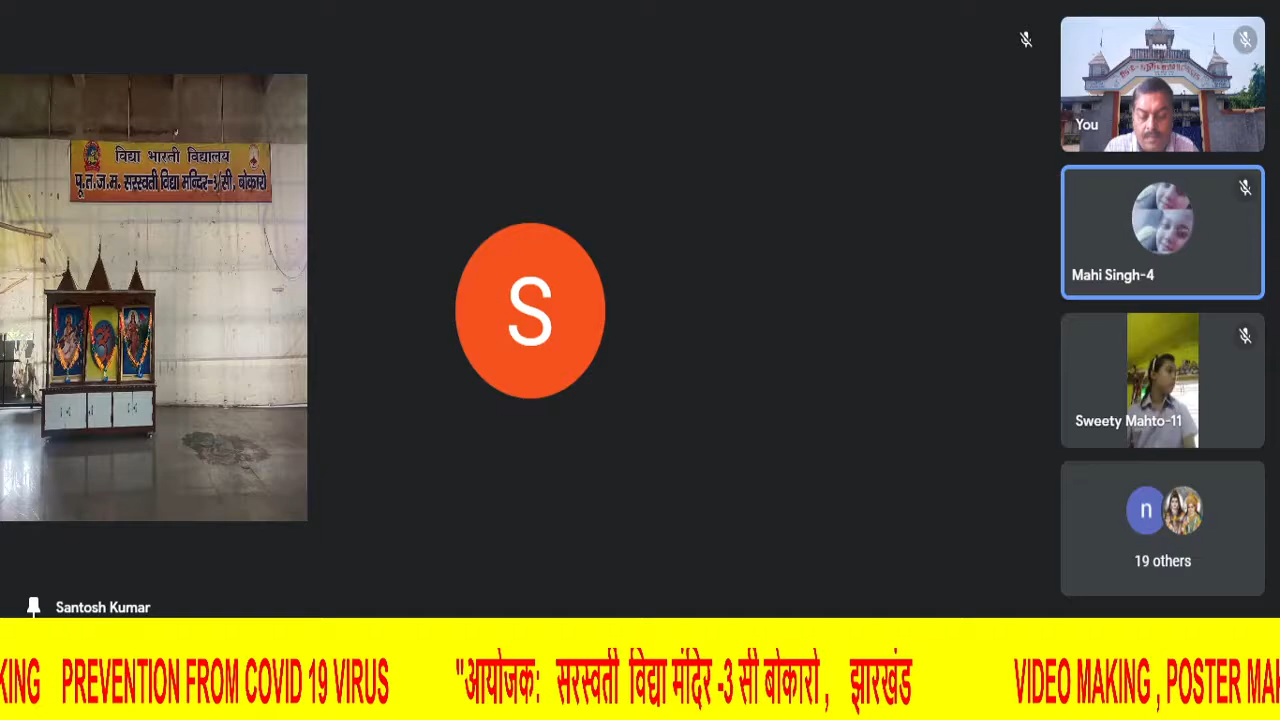 विद्या भारती विद्यालय
पू.त.ज.म. सरस्वती विद्या मन्दिर-3/सी, बोकारो
S
You
Mahi Singh-4
Sweety Mahto-11
n
19 others
Santosh Kumar
KING PREVENTION FROM COVID 19 VIRUS "आयोजक: सरस्वती विद्या मंदिर -3 सी बोकारो , झारखंड VIDEO MAKING , POSTER MAK